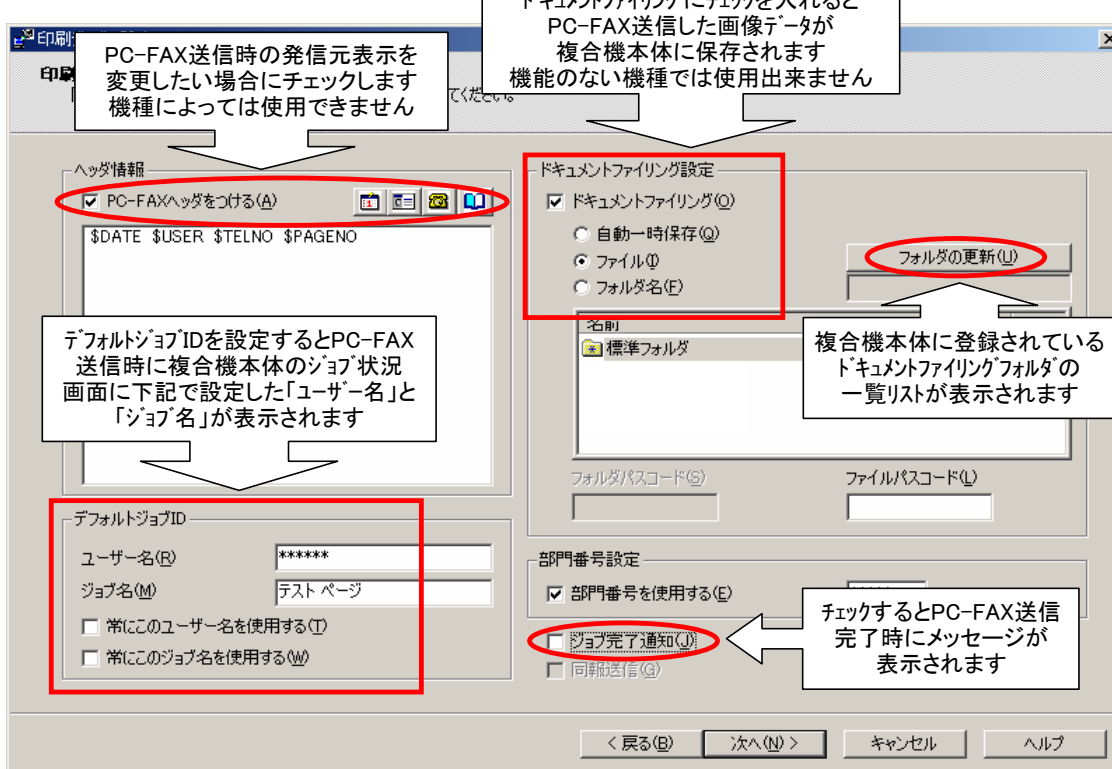 ドキュメントファイリングにチェックを入れると
PC-FAX送信した画像データが
複合機本体に保存されます
機能のない機種では使用出来ません
印刷
PC-FAX送信時の発信元表示を
変更したい場合にチェックします
機種によっては使用できません
てください。
ヘッダ情報
PC-FAXヘッダをつける(A)
$DATE $USER $TELNO $PAGENO
デフォルトジョブIDを設定するとPC-FAX
送信時に複合機本体のジョブ状況
画面に下記で設定した「ユーザー名」と
「ジョブ名」が表示されます
デフォルトジョブID
ユーザー名(R) ******
ジョブ名(M) テスト ページ
常にこのユーザー名を使用する(T)
常にこのジョブ名を使用する(W)
ドキュメントファイリング設定
ドキュメントファイリング(O)
自動一時保存(Q)
ファイル(I)
フォルダ名(F)
フォルダの更新(U)
名前
標準フォルダ
複合機本体に登録されている
ドキュメントファイリングフォルダの
一覧リストが表示されます
フォルダパスコード(S) ファイルパスコード(L)
部門番号設定
部門番号を使用する(E)
ジョブ完了通知(J)
同報送信(G)
チェックするとPC-FAX送信
完了時にメッセージが
表示されます
< 戻る(B) 次へ(N) > キャンセル ヘルプ